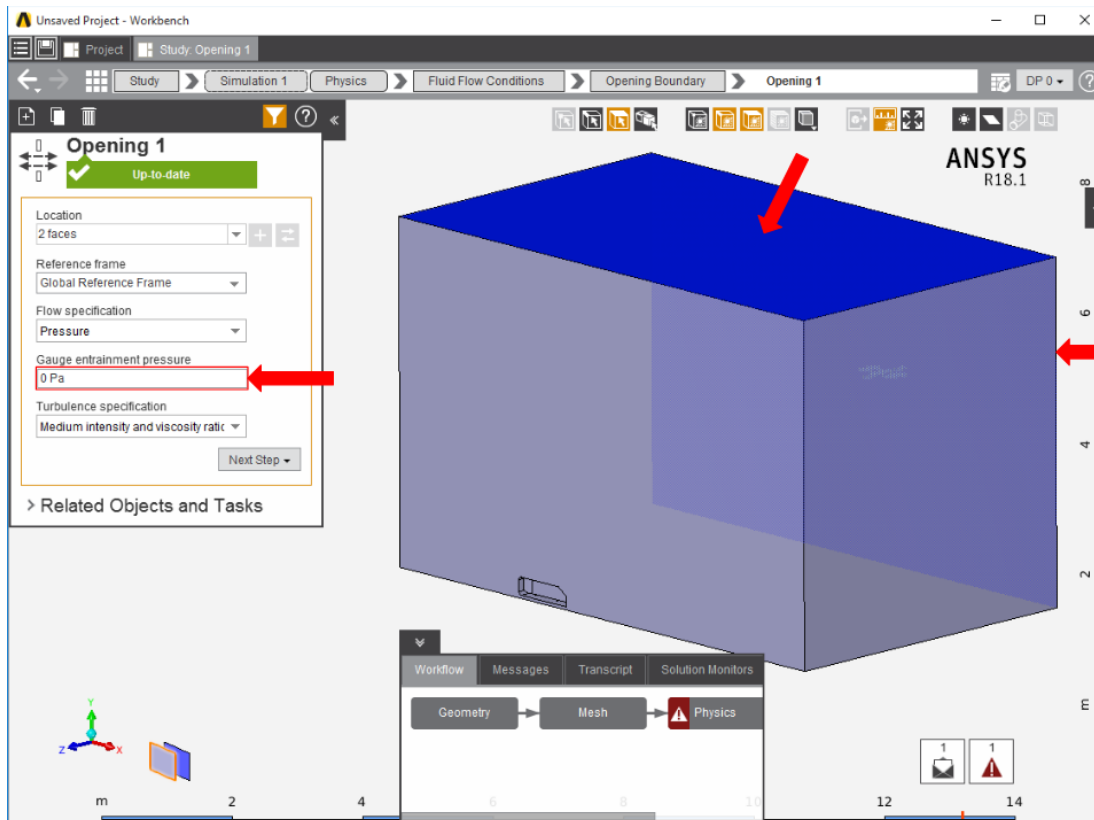 Unsaved Project - Workbench
Project
Study: Opening 1
Study
Simulation 1
Physics
Fluid Flow Conditions
Opening Boundary
Opening 1
DP 0
?
?
«
Opening 1
Up-to-date
Location
2 faces
Reference frame
Global Reference Frame
Flow specification
Pressure
Gauge entrainment pressure
0 Pa
Turbulence specification
Medium intensity and viscosity ratic
Next Step
> Related Objects and Tasks
ANSYS
R18.1
8
6
4
2
m
Workflow
Messages
Transcript
Solution Monitors
Geometry
Mesh
Physics
Y
Z
X
1
1
m
2
4
6
8
10
12
14